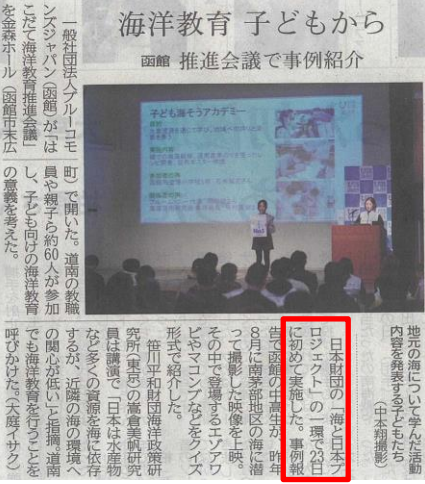 海洋教育 子どもから
函館 推進会議で事例紹介
一般社団法人ブルーコモ
ンズジャパン(函館)が「は
こだて海洋教育推進会議」
を金森ホール(函館市末広
町)で開いた。道南の教職
員や親子ら約60人が参加
し、子ども向けの海洋教育
の意義を考えた。
子ども海そうアカデミー
地元の海について学んだ活動
内容を発表する子どもたち
(中本翔撮影)
日本財団の「海と日本プ
ロジェクト」の一環で23日
に初めて実施した。事例報
告で函館の中高生が、昨年
8月に南茅部地区の海に潜
って撮影した映像を上映。
その中で登場するエゾアワ
ビやマコンブなどをクイズ
形式で紹介した。
笹川平和財団海洋政策研
究所(東京)の高倉美帆研究
員は講演で「日本は水産物
など多くの資源を海に依存
するが、近隣の海の環境へ
の関心が低い」と指摘。道南
でも海洋教育を行うことを
呼びかけた。(大庭イサク)